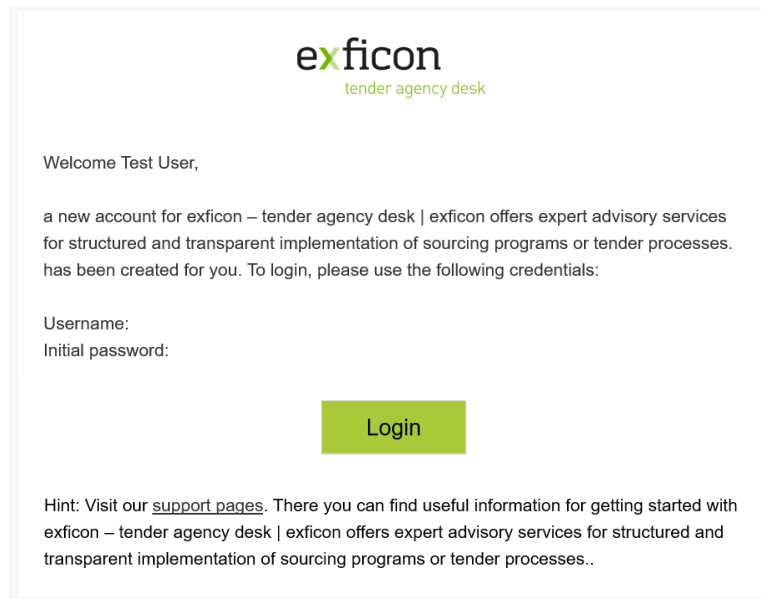 exficon
tender agency desk
Welcome Test User,
a new account for exficon – tender agency desk | exficon offers expert advisory services
for structured and transparent implementation of sourcing programs or tender processes.
has been created for you. To login, please use the following credentials:
Username:
Initial password:
Login
Hint: Visit our support pages. There you can find useful information for getting started with
exficon – tender agency desk | exficon offers expert advisory services for structured and
transparent implementation of sourcing programs or tender processes..